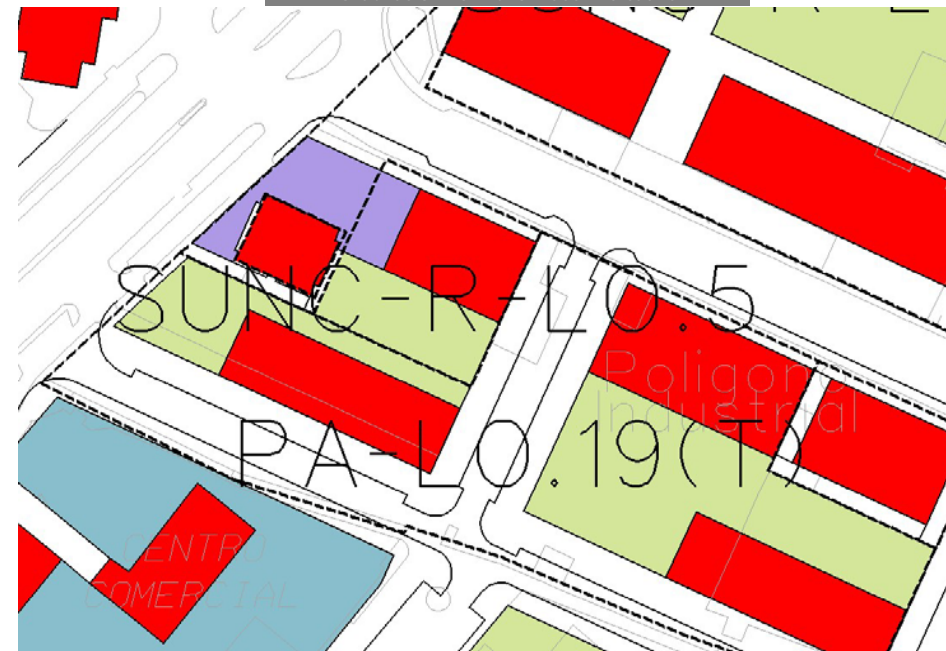 SUNC-R-LO.5
Poligono
Industrial
PA-LO.19(T)
CENTRO
COMERCIAL